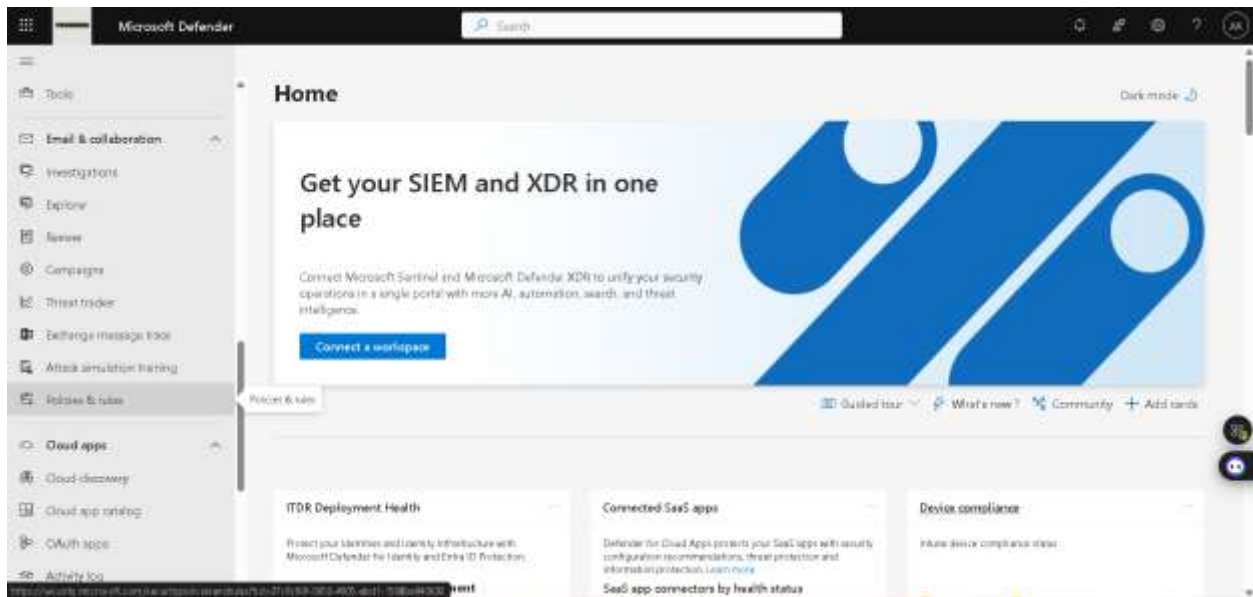 Microsoft Defender
Search
?
Tools
Email & collaboration
Investigations
Explorer
Review
Campaigns
Threat tracker
Exchange message trace
Attack simulation training
Policies & rules
Policies & rules
Cloud apps
Cloud discovery
Cloud app catalog
OAuth apps
Activity log
Home
Dark mode
Get your SIEM and XDR in one
place
Connect Microsoft Sentinel and Microsoft Defender XDR to unify your security
operations in a single portal with more AI, automation, search, and threat
intelligence.
Connect a workspace
Guided tour
What's new?
Community
Add cards
ITDR Deployment Health
Protect your identities and identity infrastructure with
Microsoft Defender for Identity and Entra ID Protection.
Connected SaaS apps
Defender for Cloud Apps protects your SaaS apps with security
configuration recommendations, threat protection and
information protection. Learn more
SaaS app connectors by health status
Device compliance
Intune device compliance status